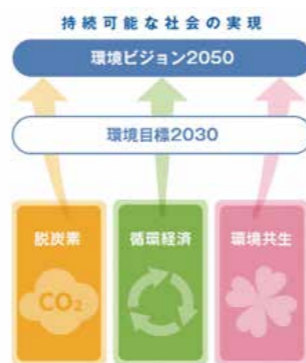 持続可能な社会の実現
環境ビジョン2050
環境目標2030
脱炭素
循環経済
環境共生
CO₂